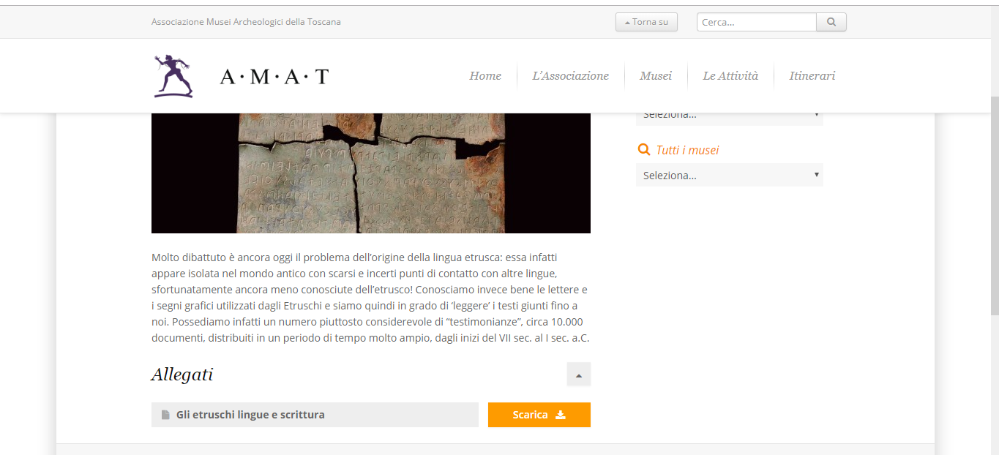 Associazione Musei Archeologici della Toscana
Torna su
Cerca...
A·M·A·T
Home
L'Associazione
Musei
Le Attività
Itinerari
Seleziona...
Tutti i musei
Seleziona...
Molto dibattuto è ancora oggi il problema dell'origine della lingua etrusca: essa infatti
appare isolata nel mondo antico con scarsi e incerti punti di contatto con altre lingue,
sfortunatamente ancora meno conosciute dell'etrusco! Conosciamo invece bene le lettere e
i segni grafici utilizzati dagli Etruschi e siamo quindi in grado di ‘leggere’ i testi giunti fino a
noi. Possediamo infatti un numero piuttosto considerevole di “testimonianze”, circa 10.000
documenti, distribuiti in un periodo di tempo molto ampio, dagli inizi del VII sec. al I sec. a.C.
Allegati
Gli etruschi lingue e scrittura
Scarica